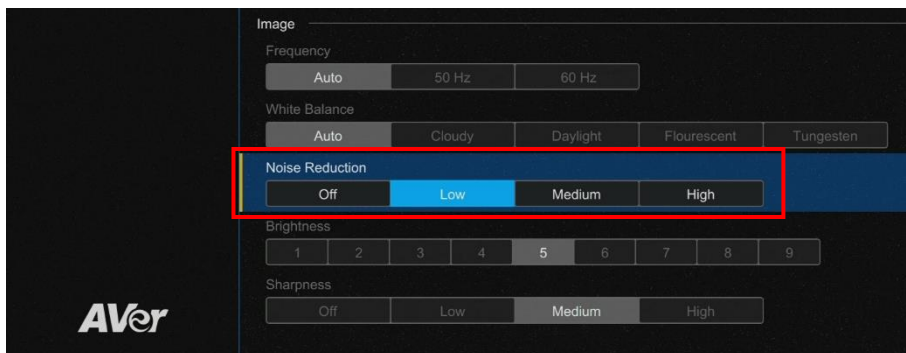 Image
Frequency
Auto 50 Hz 60 Hz
White Balance
Auto Cloudy Daylight Flourescent Tungesten
Noise Reduction
Off Low Medium High
Brightness
1 2 3 4 5 6 7 8 9
Sharpness
Off Low Medium High
AVer